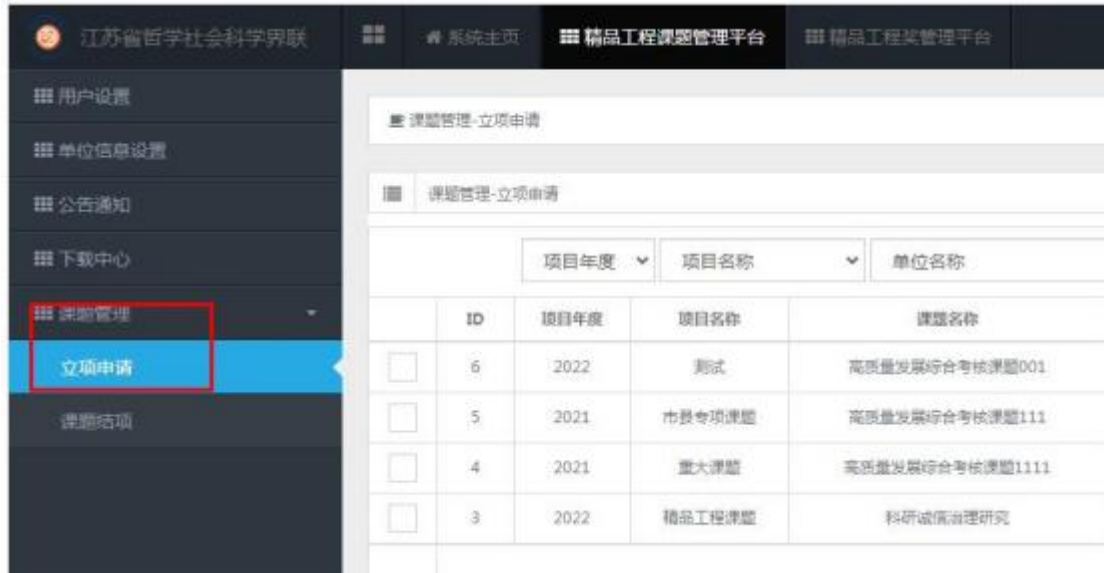 江苏省哲学社会科学界联
系统主页
精品工程课题管理平台
精品工程奖管理平台
用户设置
单位信息设置
公告通知
下载中心
课题管理
立项申请
课题结项
课题管理-立项申请
课题管理-立项申请
项目年度 项目名称 单位名称
ID 项目年度 项目名称 课题名称
6 2022 测试 高质量发展综合考核课题001
5 2021 市县专项课题 高质量发展综合考核课题111
4 2021 重大课题 高质量发展综合考核课题1111
3 2022 精品工程课题 科研诚信治理研究